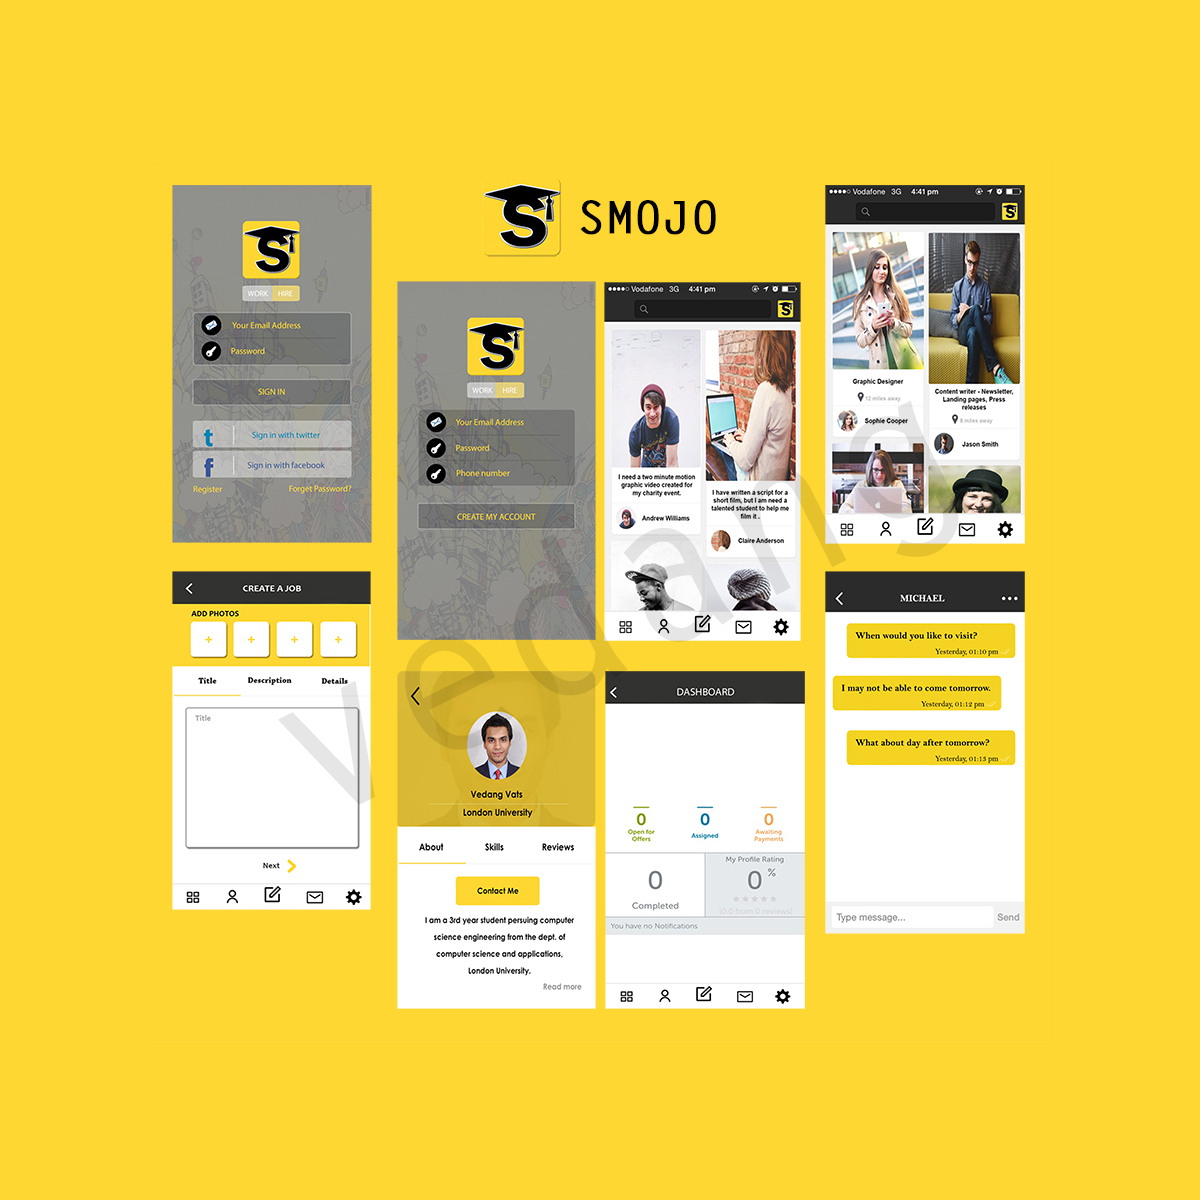 SMOJO
S
WORK HIRE
Your Email Address
Password
SIGN IN
t Sign in with twitter
f Sign in with facebook
Register Forget Password?
S
WORK HIRE
Your Email Address
Password
Phone number
CREATE MY ACCOUNT
Vodafone 3G 4:41 pm
S
I need a two minute motion
graphic video created for
my charity event.
Andrew Williams
I have written a script for a
short film, but I am need a
talented student to help me
film it .
Claire Anderson
Vodafone 3G 4:41 pm
S
Graphic Designer
12 miles away
Sophie Cooper
Content writer - Newsletter,
Landing pages, Press
releases
8 miles away
Jason Smith
CREATE A JOB
ADD PHOTOS
+ + + +
Title Description Details
Title
Next
Vedang Vats
London University
About Skills Reviews
Contact Me
I am a 3rd year student persuing computer
science engineering from the dept. of
computer science and applications,
London University.
Read more
DASHBOARD
0 0 0
Open for
Offers
Assigned
Awaiting
Payments
0
Completed
My Profile Rating
0 %
(0.0 from 0 reviews)
You have no Notifications
MICHAEL
When would you like to visit?
Yesterday, 01:10 pm
I may not be able to come tomorrow.
Yesterday, 01:12 pm
What about day after tomorrow?
Yesterday, 01:13 pm
Type message... Send
vedang